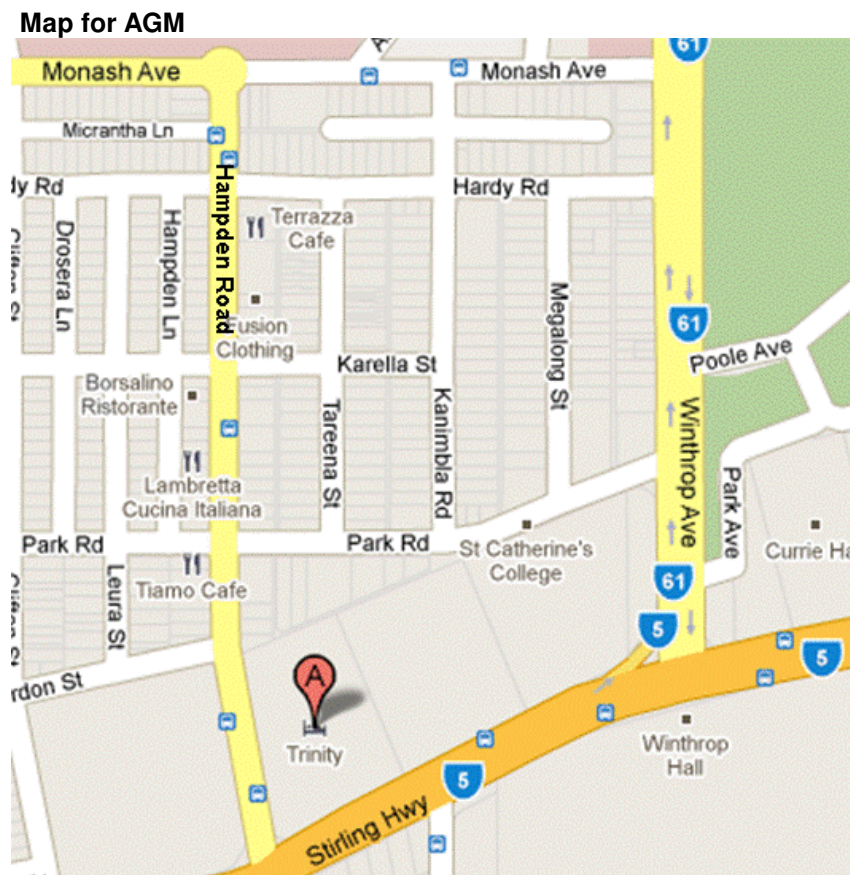 Map for AGM
61
Monash Ave
Monash Ave
Micrantha Ln
dy Rd
Hardy Rd
Hampden Road
Drosera Ln
Hampden Ln
Terrazza
Cafe
Fusion
Clothing
Megalong St
61
Poole Ave
Karella St
Borsalino
Ristorante
Tareena St
Kanimbla Rd
Winthrop Ave
Lambretta
Cucina Italiana
Park Ave
Park Rd
Park Rd
St Catherine's
College
Currie Ha
Leura St
Tiamo Cafe
61
5
5
rdon St
A
Trinity
Winthrop
Hall
5
Stirling Hwy